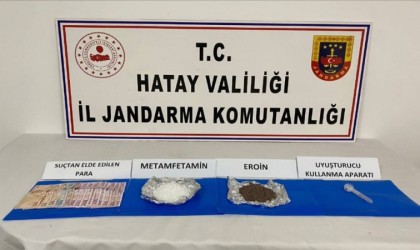 T.C.
HATAY VALİLİĞİ
İL JANDARMA KOMUTANLIĞI
SUÇTAN ELDE EDİLEN
PARA
METAMFETAMİN
EROİN
UYUŞTURUCU
KULLANMA APARATI